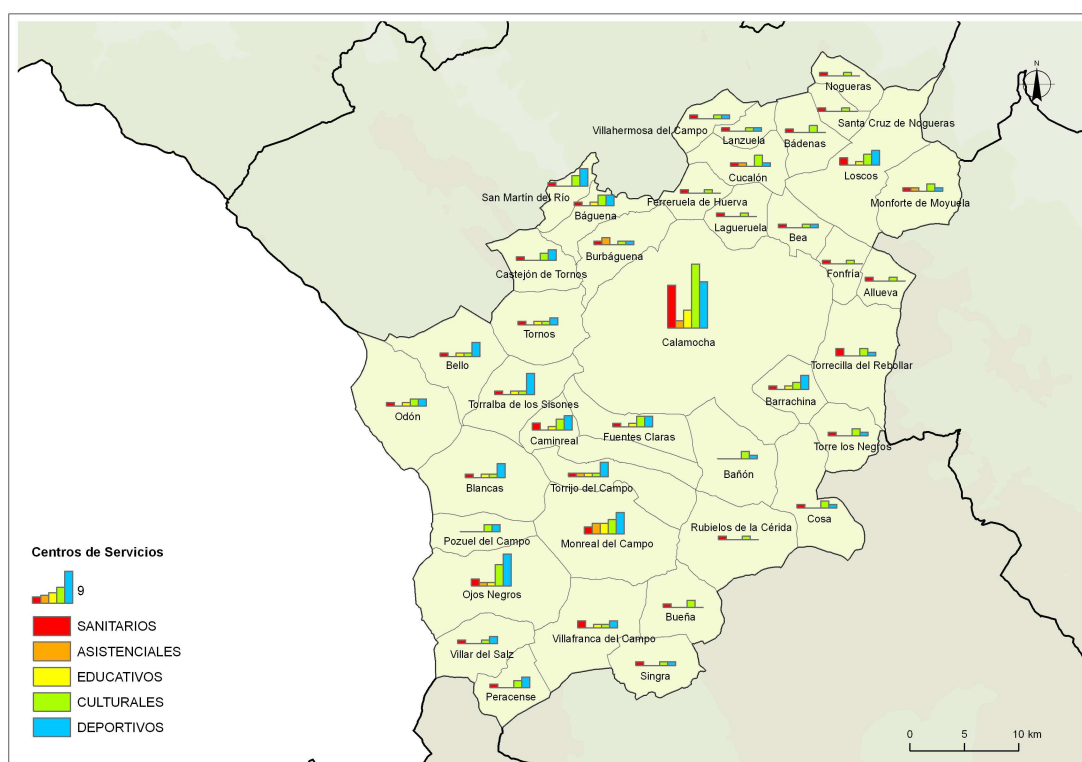 N
Nogueras
Santa Cruz de Nogueras
Villahermosa del Campo
Lanzuela
Bádenas
Cucalón
Loscos
San Martín del Río
Ferreruela de Huerva
Monforte de Moyuela
Báguena
Lagueruela
Bea
Burbáguena
Castejón de Tornos
Fonfría
Allueva
Tornos
Calamocha
Bello
Torrecilla del Rebollar
Torralba de los Sisones
Barrachina
Odón
Caminreal
Fuentes Claras
Torre los Negros
Bañón
Blancas
Torrijo del Campo
Cosa
Rubielos de la Cérida
Pozuel del Campo
Monreal del Campo
Centros de Servicios
9
Ojos Negros
SANITARIOS
Bueña
Villafranca del Campo
ASISTENCIALES
Villar del Salz
EDUCATIVOS
Singra
CULTURALES
Peracense
DEPORTIVOS
0 5 10 km